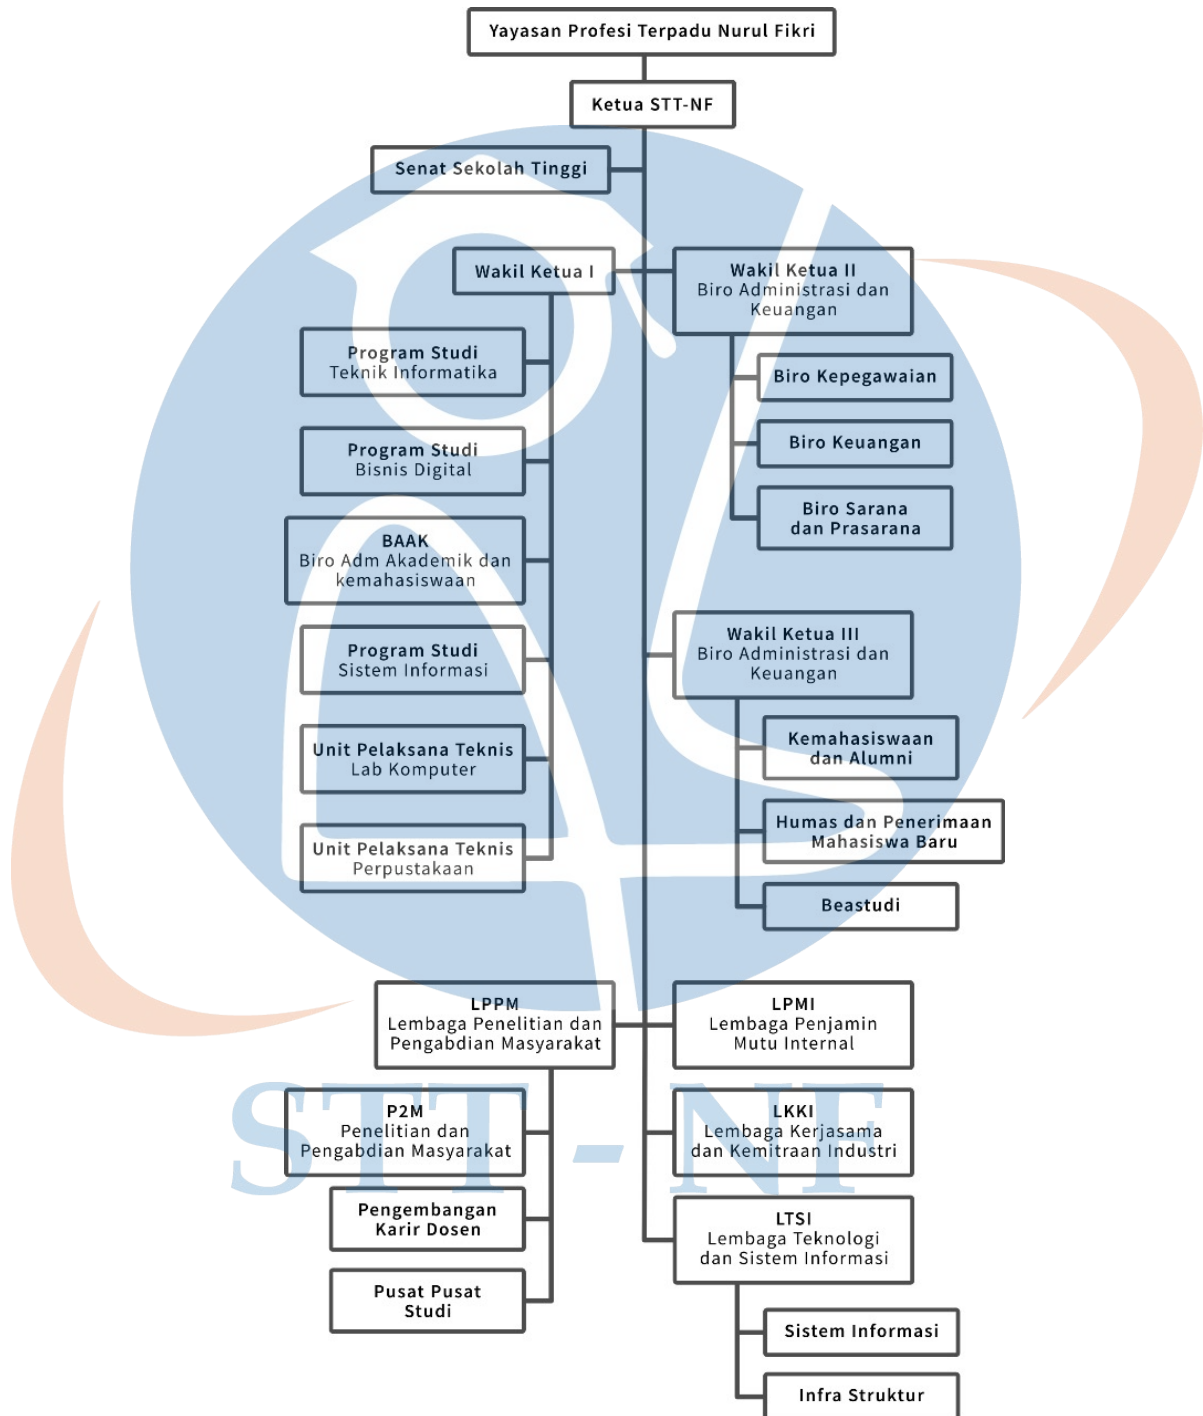 Yayasan Profesi Terpadu Nurul Fikri
Ketua STT-NF
Senat Sekolah Tinggi
Wakil Ketua I
Program Studi
Teknik Informatika
Program Studi
Bisnis Digital
BAAK
Biro Adm Akademik dan
kemahasiswaan
Program Studi
Sistem Informasi
Unit Pelaksana Teknis
Lab Komputer
Unit Pelaksana Teknis
Perpustakaan
Wakil Ketua II
Biro Administrasi dan
Keuangan
Biro Kepegawaian
Biro Keuangan
Biro Sarana
dan Prasarana
Wakil Ketua III
Biro Administrasi dan
Keuangan
Kemahasiswaan
dan Alumni
Humas dan Penerimaan
Mahasiswa Baru
Beastudi
LPPM
Lembaga Penelitian dan
Pengabdian Masyarakat
P2M
Penelitian dan
Pengabdian Masyarakat
Pengembangan
Karir Dosen
Pusat Pusat
Studi
LPMI
Lembaga Penjamin
Mutu Internal
LKKI
Lembaga Kerjasama
dan Kemitraan Industri
LTSI
Lembaga Teknologi
dan Sistem Informasi
Sistem Informasi
Infra Struktur
STT - NF